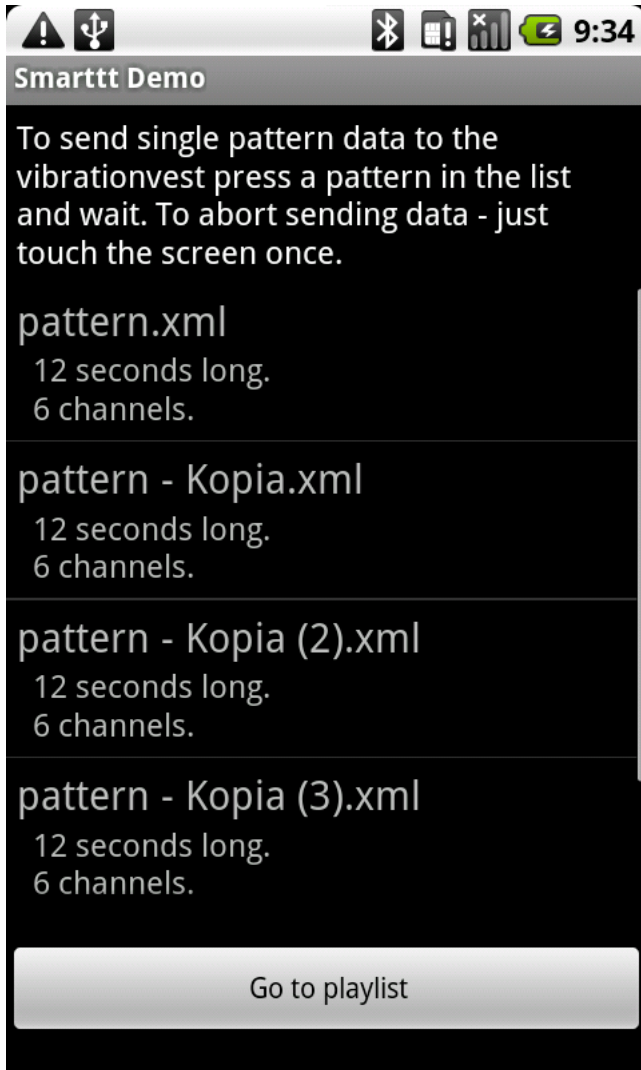 9:34
Smarttt Demo
To send single pattern data to the
vibrationvest press a pattern in the list
and wait. To abort sending data - just
touch the screen once.
pattern.xml
12 seconds long.
6 channels.
pattern - Kopia.xml
12 seconds long.
6 channels.
pattern - Kopia (2).xml
12 seconds long.
6 channels.
pattern - Kopia (3).xml
12 seconds long.
6 channels.
Go to playlist